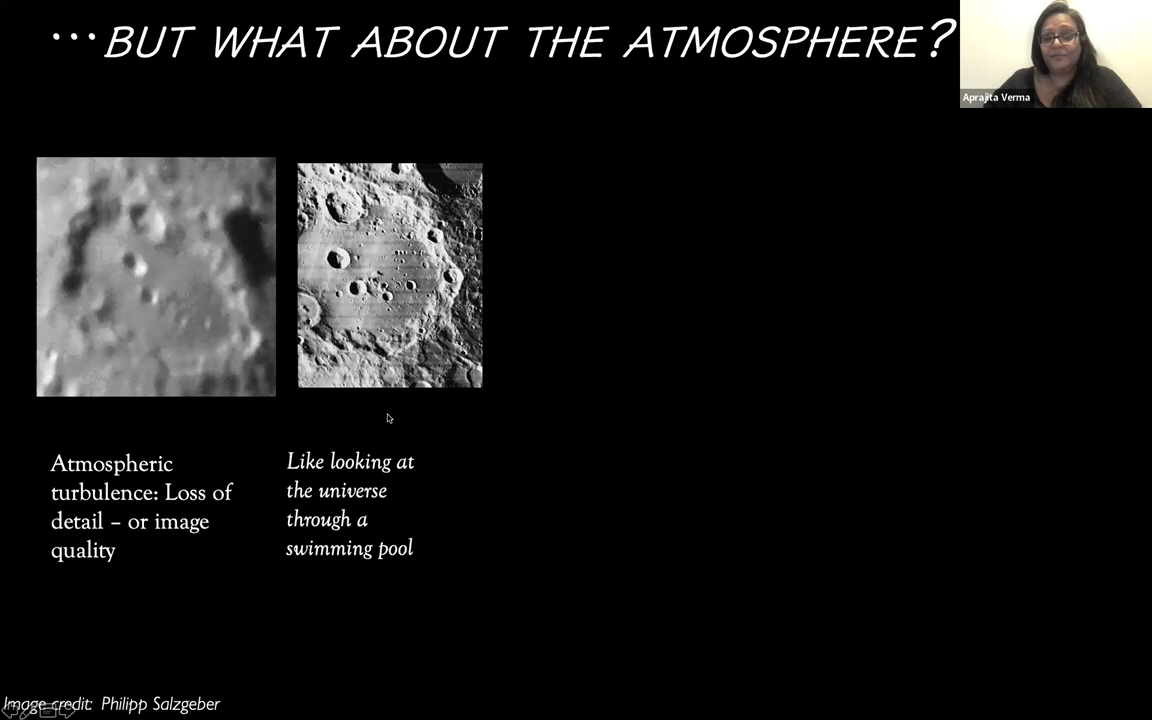 ...BUT WHAT ABOUT THE ATMOSPHERE?
Aprajita Verma
Atmospheric
turbulence: Loss of
detail – or image
quality
Like looking at
the universe
through a
swimming pool
Image credit: Philipp Salzgeber